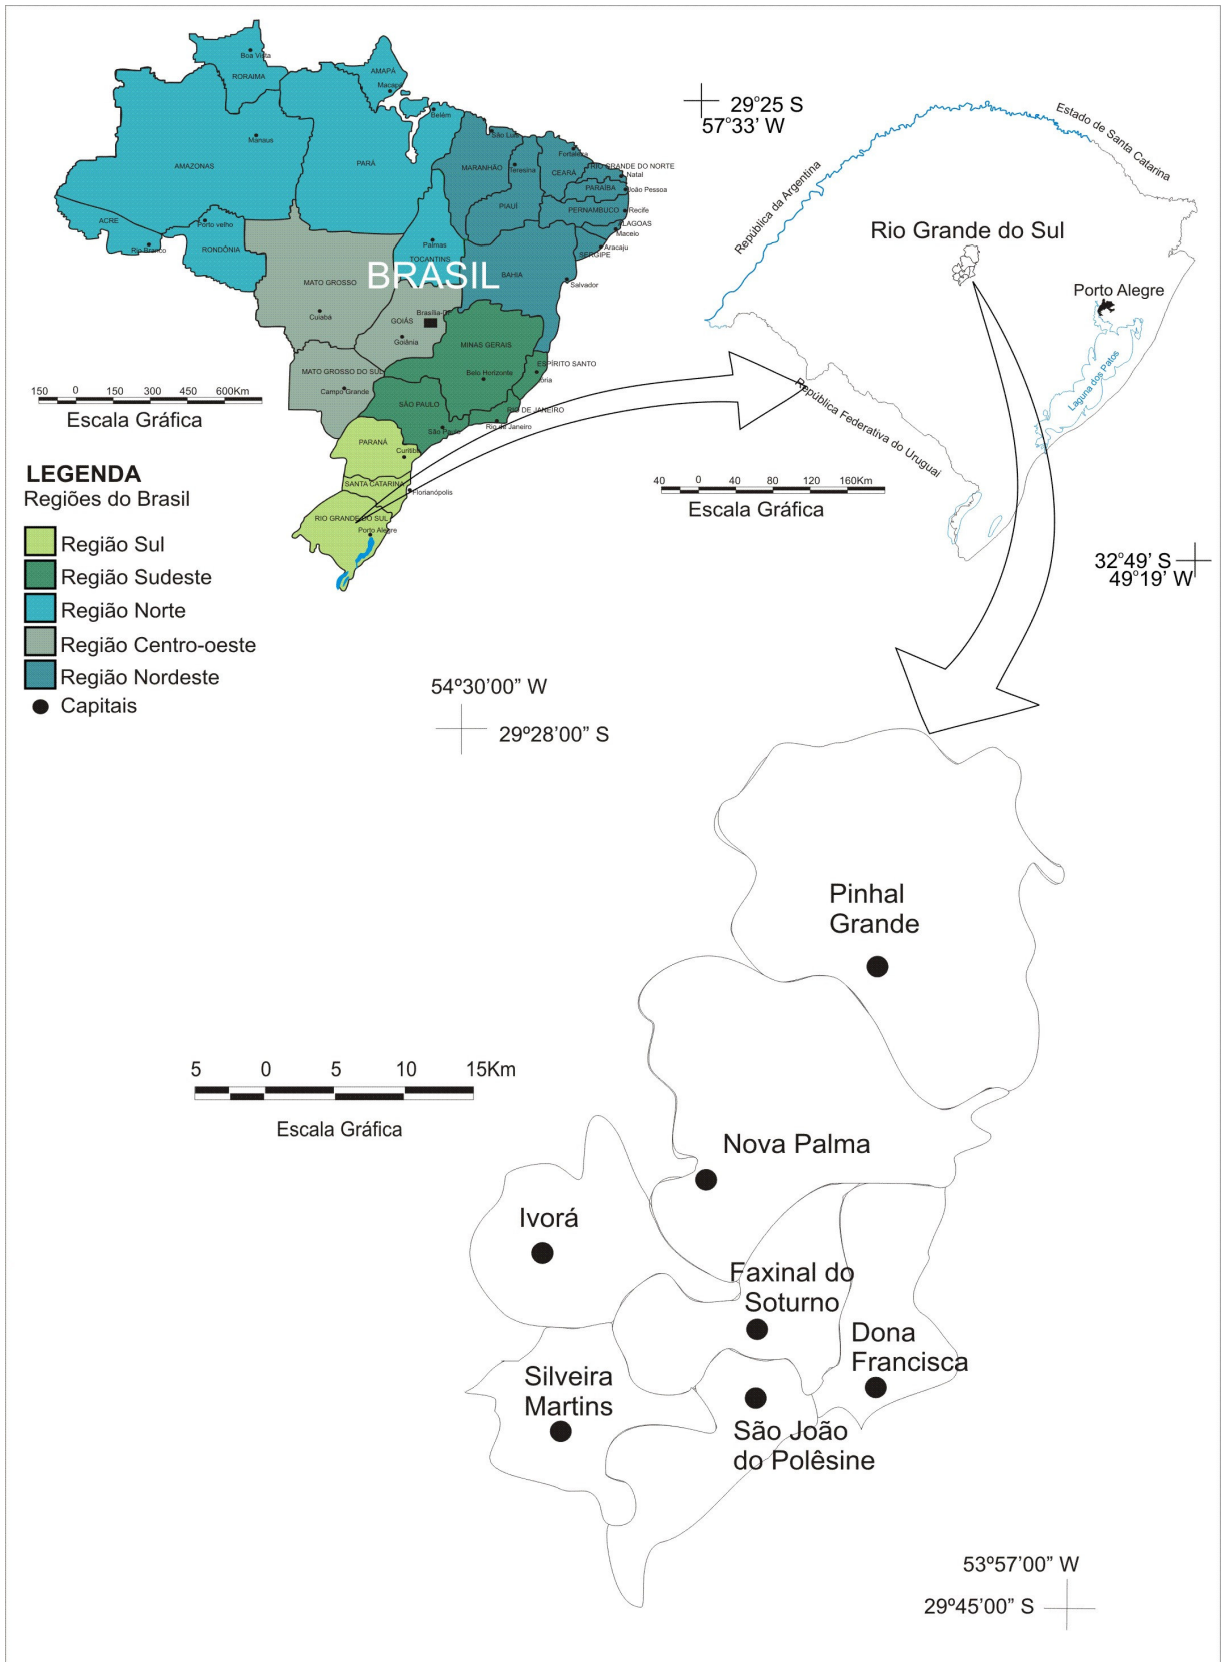 Boa Vista
RORAIMA
AMAPÁ
Macapá
Belém
São Luis
Manaus
AMAZONAS
PARÁ
MARANHÃO
Teresina
Fortaleza
CEARÁ
RIO GRANDE DO NORTE
Natal
PARAÍBA
João Pessoa
PIAUÍ
PERNAMBUCO
Recife
ALAGOAS
Maceio
Aracaju
SERGIPE
ACRE
Porto velho
Rio Branco
RONDÔNIA
Palmas
TOCANTINS
BRASIL
BAHIA
Salvador
MATO GROSSO
Cuiabá
GOIÁS
Brasília-DF
Goiânia
MINAS GERAIS
Belo Horizonte
ESPÍRITO SANTO
MATO GROSSO DO SUL
Campo Grande
SÃO PAULO
São Paulo
RIO DE JANEIRO
Rio de Janeiro
PARANÁ
Curitiba
SANTA CATARINA
Florianópolis
RIO GRANDE DO SUL
Porto Alegre
150 0 150 300 450 600Km
Escala Gráfica
LEGENDA
Regiões do Brasil
Região Sul
Região Sudeste
Região Norte
Região Centro-oeste
Região Nordeste
Capitais
29°25 S
57°33' W
Estado de Santa Catarina
República da Argentina
Rio Grande do Sul
Porto Alegre
Laguna dos Patos
República Federativa do Uruguai
40 0 40 80 120 160Km
Escala Gráfica
32°49' S
49°19' W
54º30'00” W
29º28'00” S
Pinhal
Grande
5 0 5 10 15Km
Escala Gráfica
Nova Palma
Ivorá
Faxinal do
Soturno
Dona
Francisca
Silveira
Martins
São João
do Polêsine
53º57'00” W
29º45'00” S